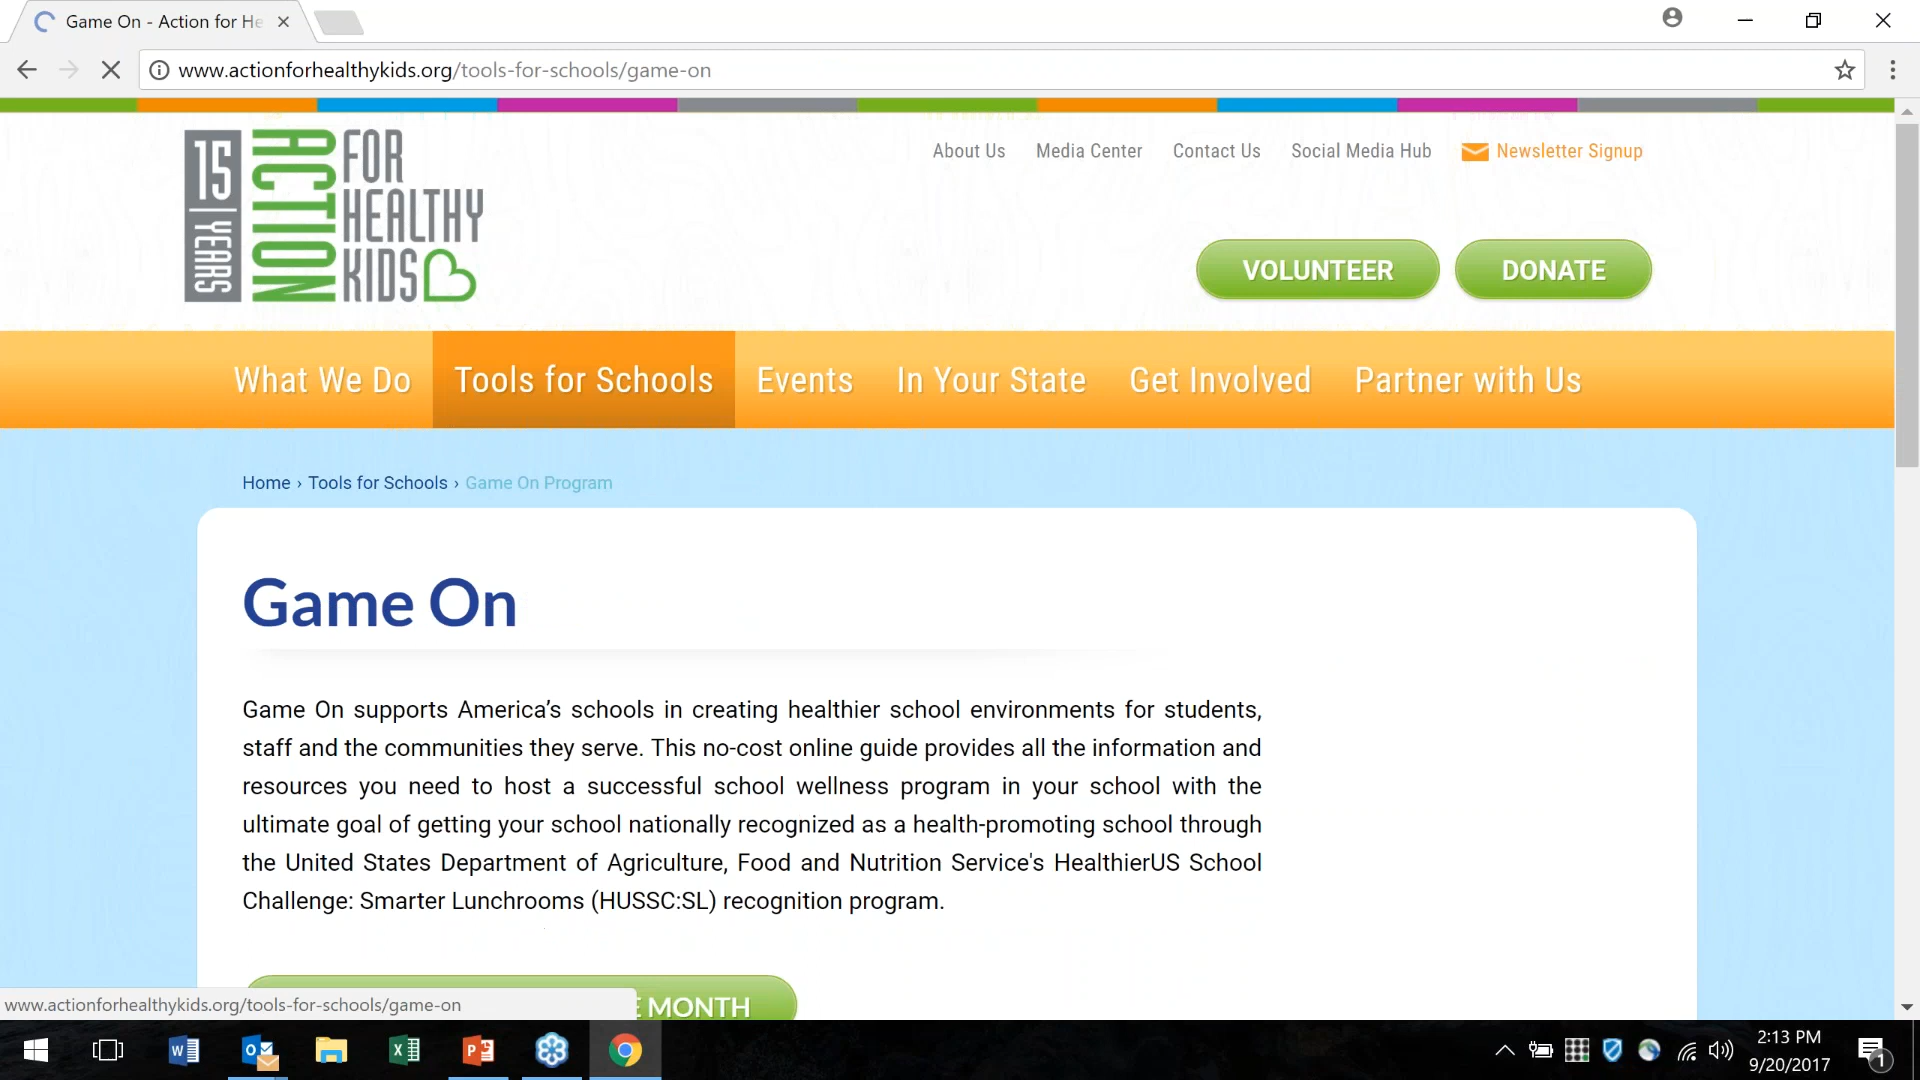 Game On - Action for He
www.actionforhealthykids.org/tools-for-schools/game-on
15 YEARS
ACTION
FOR
HEALTHY
KIDS
About Us Media Center Contact Us Social Media Hub Newsletter Signup
VOLUNTEER DONATE
What We Do Tools for Schools Events In Your State Get Involved Partner with Us
Home › Tools for Schools › Game On Program
Game On
Game On supports America’s schools in creating healthier school environments for students,
staff and the communities they serve. This no-cost online guide provides all the information and
resources you need to host a successful school wellness program in your school with the
ultimate goal of getting your school nationally recognized as a health-promoting school through
the United States Department of Agriculture, Food and Nutrition Service's HealthierUS School
Challenge: Smarter Lunchrooms (HUSSC:SL) recognition program.
MONTH
www.actionforhealthykids.org/tools-for-schools/game-on
2:13 PM
9/20/2017
1